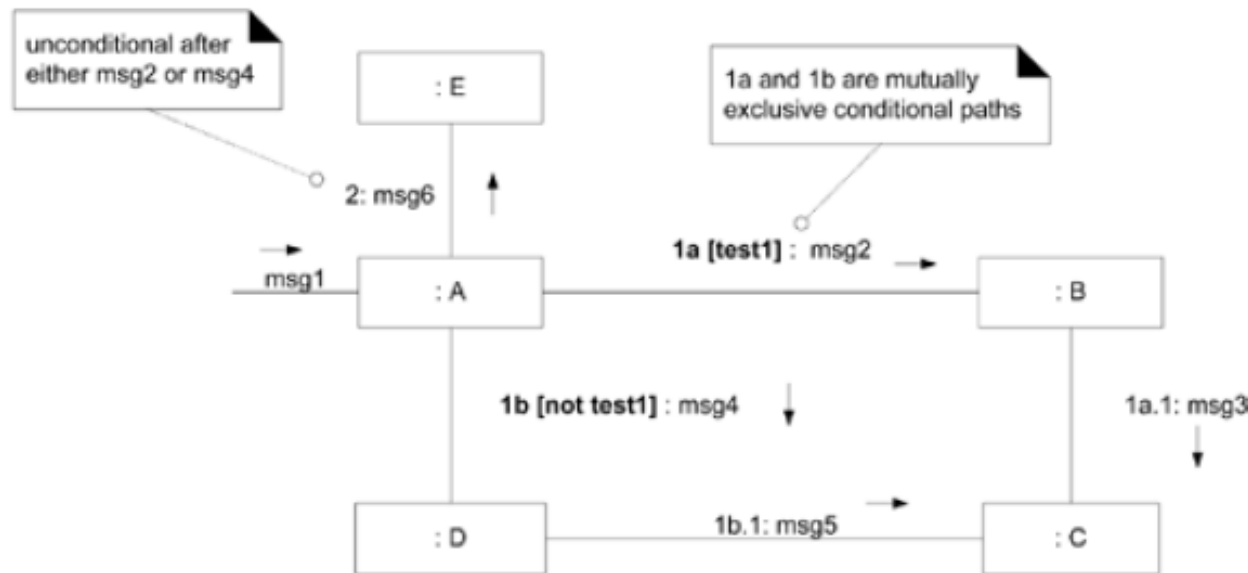 unconditional after
either msg2 or msg4
: E
1a and 1b are mutually
exclusive conditional paths
2: msg6
1a [test1] : msg2
msg1
: A
: B
1b [not test1] : msg4
1a.1: msg3
: D
1b.1: msg5
: C